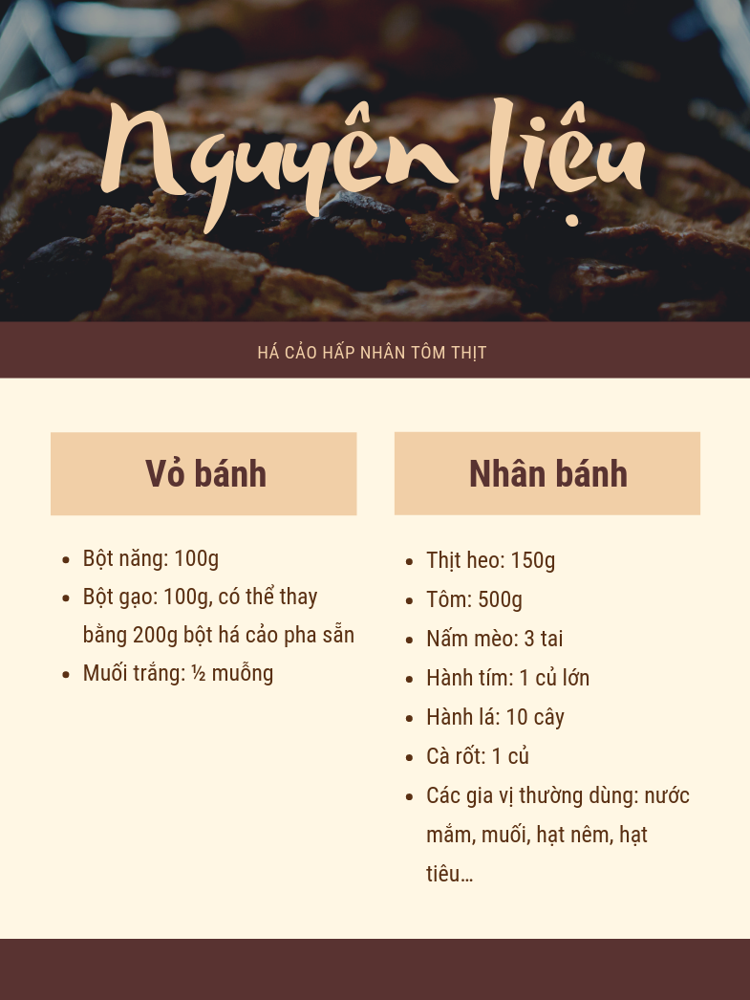 Nguyên liệu
HÁ CẢO HẤP NHÂN TÔM THỊT
Vỏ bánh
• Bột năng: 100g
• Bột gạo: 100g, có thể thay
bằng 200g bột há cảo pha sẵn
• Muối trắng: ½ muỗng
Nhân bánh
• Thịt heo: 150g
• Tôm: 500g
• Nấm mèo: 3 tai
• Hành tím: 1 củ lớn
• Hành lá: 10 cây
• Cà rốt: 1 củ
• Các gia vị thường dùng: nước
mắm, muối, hạt nêm, hạt
tiêu...